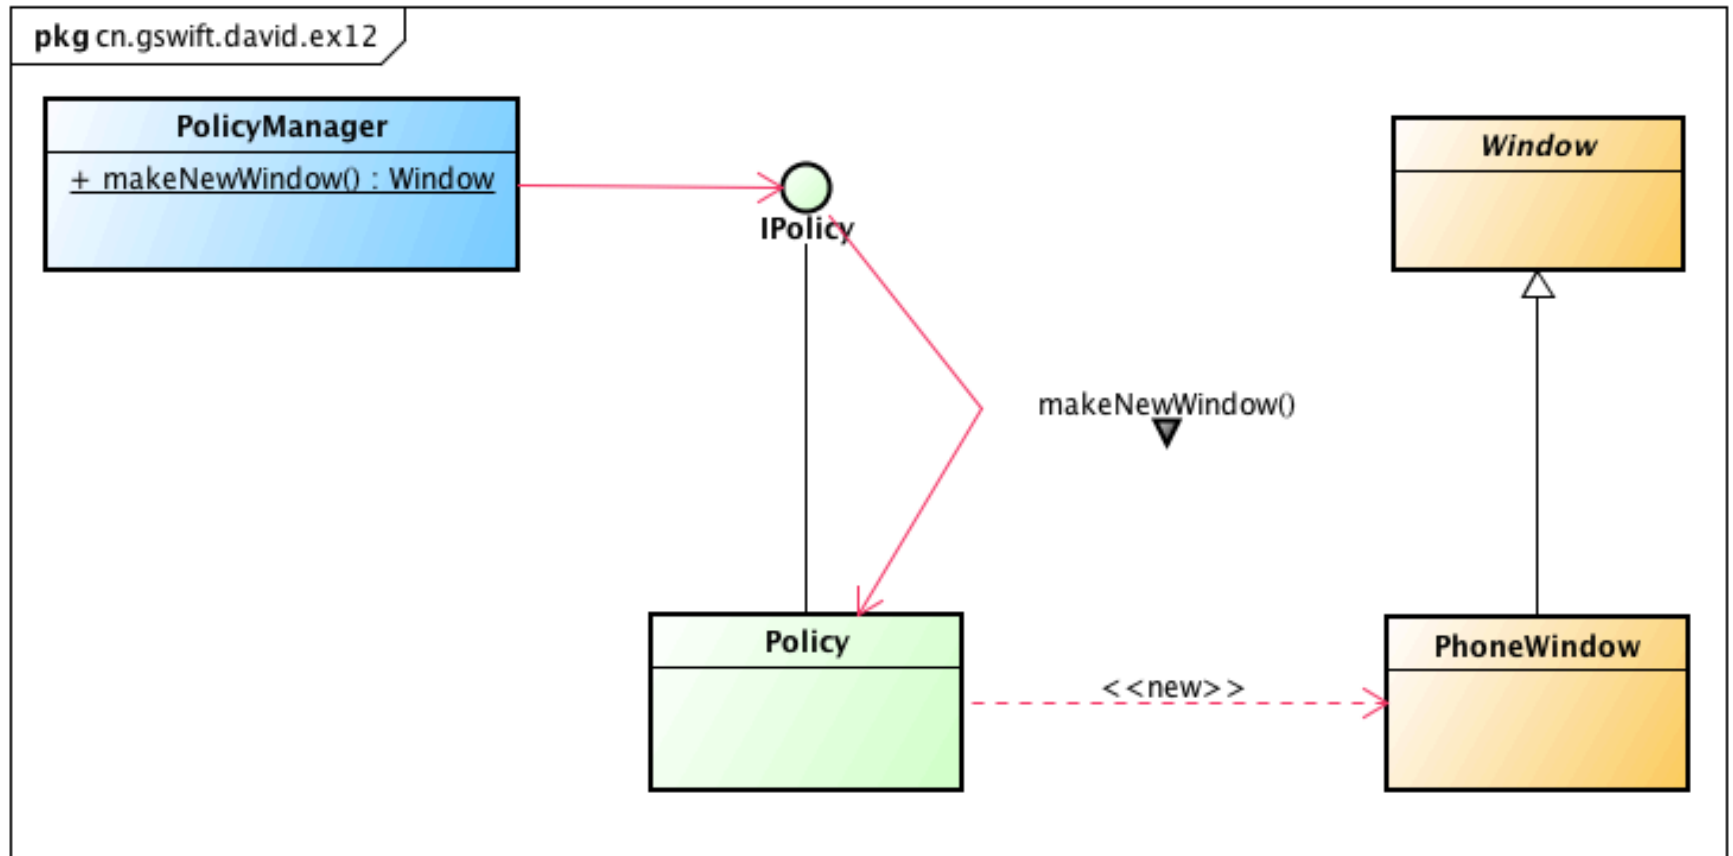 pkg cn.gswift.david.ex12
PolicyManager
+ makeNewWindow() : Window
IPolicy
Window
makeNewWindow()
Policy
<<new>>
PhoneWindow